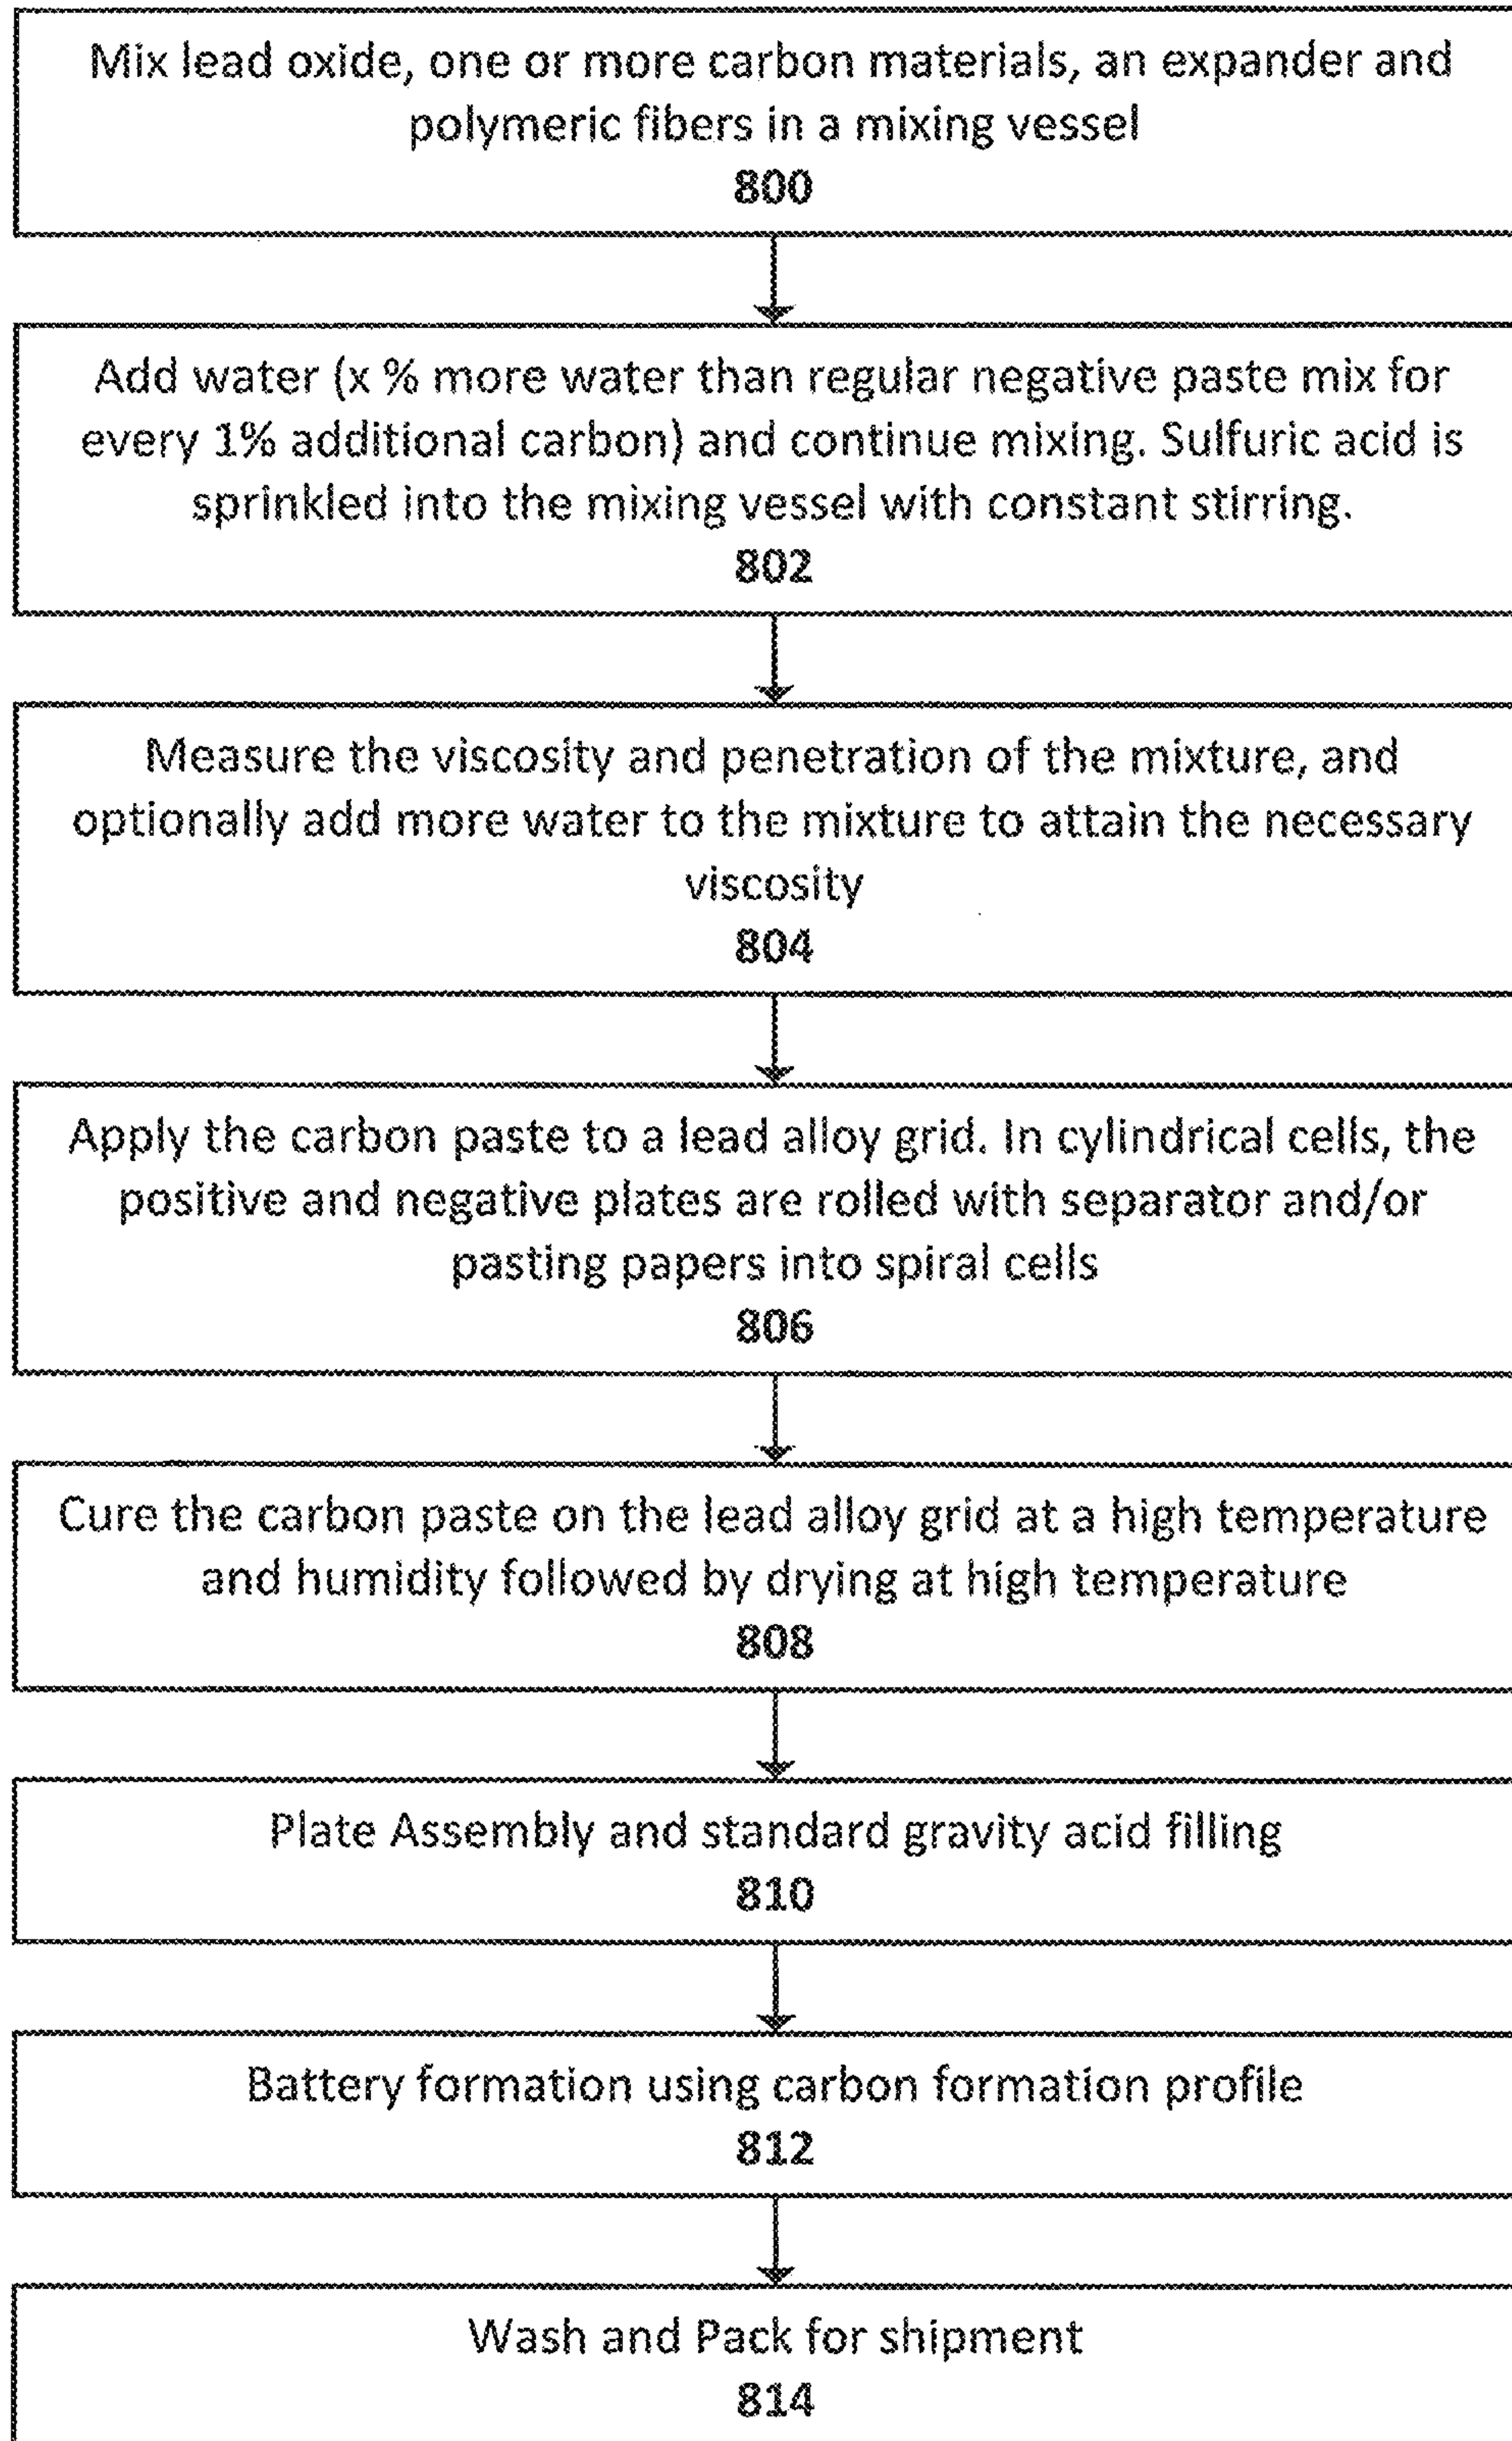 Mix lead oxide, one or more carbon materials, an expander and
polymeric fibers in a mixing vessel
800
Add water (x % more water than regular negative paste mix for
every 1% additional carbon) and continue mixing. Sulfuric acid is
sprinkled into the mixing vessel with constant stirring.
802
Measure the viscosity and penetration of the mixture, and
optionally add more water to the mixture to attain the necessary
viscosity
804
Apply the carbon paste to a lead alloy grid. In cylindrical cells, the
positive and negative plates are rolled with separator and/or
pasting papers into spiral cells
806
Cure the carbon paste on the lead alloy grid at a high temperature
and humidity followed by drying at high temperature
808
Plate Assembly and standard gravity acid filling
810
Battery formation using carbon formation profile
812
Wash and Pack for shipment
814